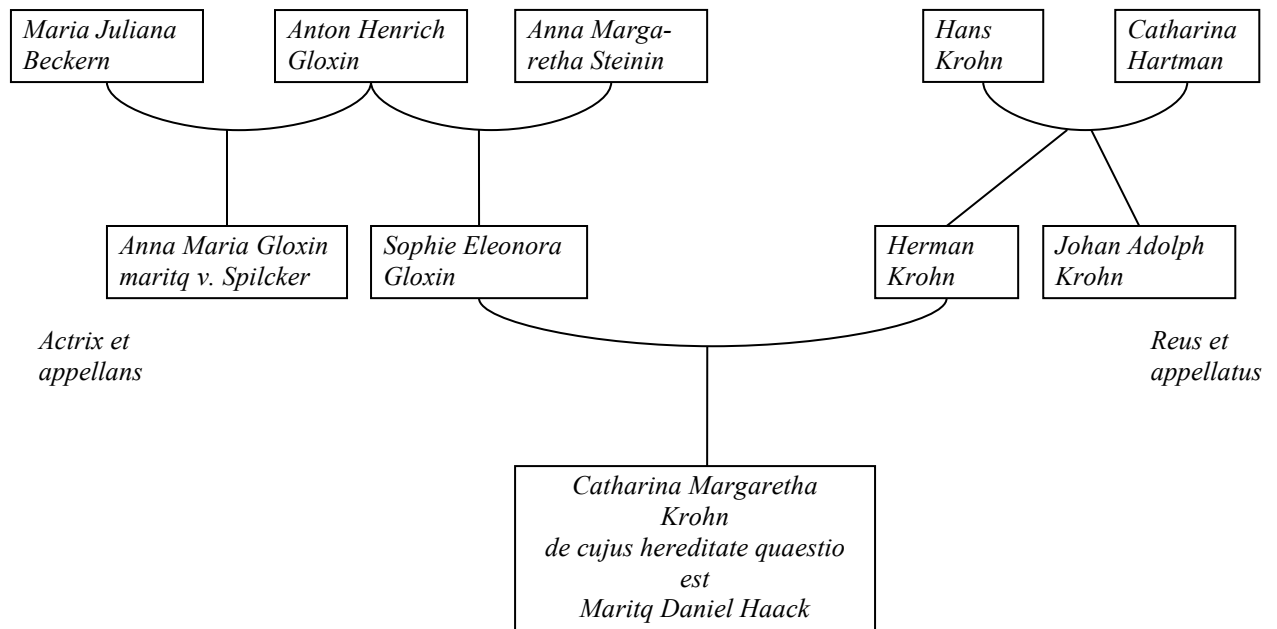 Maria Juliana
Beckern
Anton Henrich
Gloxin
Anna Marga-
retha Steinin
Hans
Krohn
Catharina
Hartman
Anna Maria Gloxin
maritq v. Spilcker
Sophie Eleonora
Gloxin
Herman
Krohn
Johan Adolph
Krohn
Actrix et
appellans
Reus et
appellatus
Catharina Margaretha
Krohn
de cujus hereditate quaestio
est
Maritq Daniel Haack